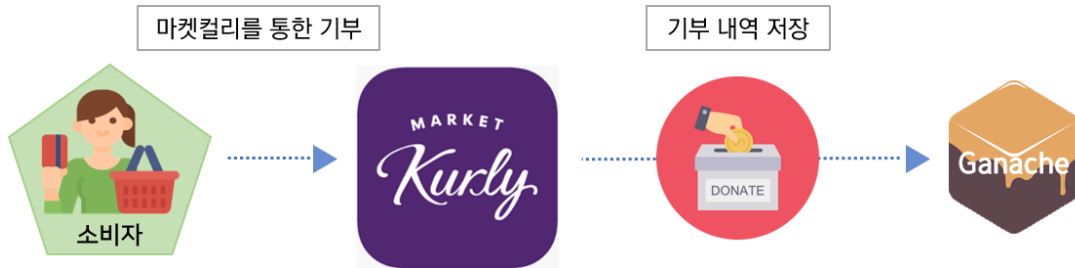 마켓컬리를 통한 기부
기부 내역 저장
소비자
MARKET
Kurly
DONATE
Ganache